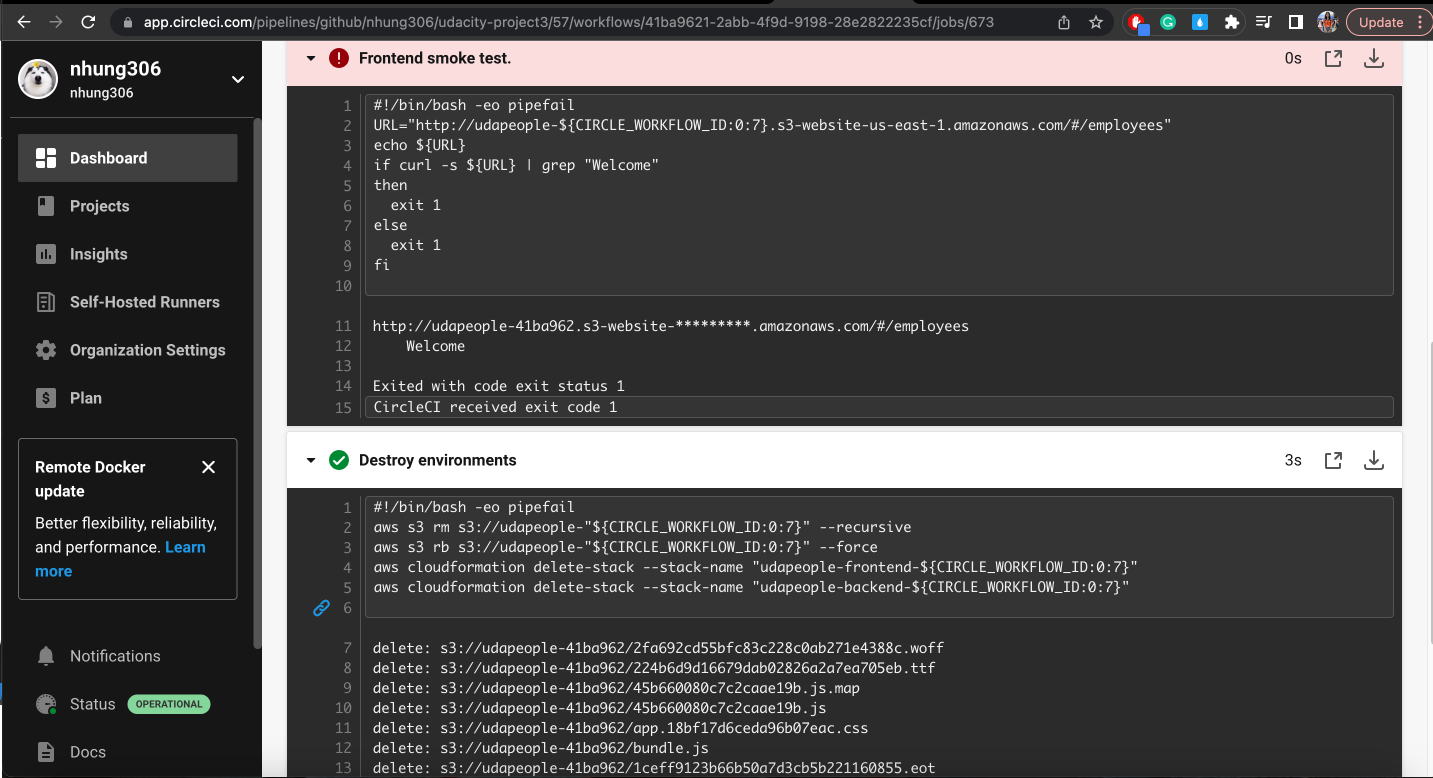 app.circleci.com/pipelines/github/nhung306/udacity-project3/57/workflows/41ba9621-2abb-4f9d-9198-28e2822235cf/jobs/673
Update
nhung306
nhung306
Dashboard
Projects
Insights
Self-Hosted Runners
Organization Settings
Plan
Remote Docker
update
Better flexibility, reliability,
and performance. Learn
more
Notifications
Status OPERATIONAL
Docs
Frontend smoke test. 0s
1 #!/bin/bash -eo pipefail
2 URL="http://udapeople-${CIRCLE_WORKFLOW_ID:0:7}.s3-website-us-east-1.amazonaws.com/#/employees"
3 echo ${URL}
4 if curl -s ${URL} | grep "Welcome"
5 then
6   exit 1
7 else
8   exit 1
9 fi
10
11 http://udapeople-41ba962.s3-website-*********.amazonaws.com/#/employees
12     Welcome
13
14 Exited with code exit status 1
15 CircleCI received exit code 1
Destroy environments 3s
1 #!/bin/bash -eo pipefail
2 aws s3 rm s3://udapeople-"${CIRCLE_WORKFLOW_ID:0:7}" --recursive
3 aws s3 rb s3://udapeople-"${CIRCLE_WORKFLOW_ID:0:7}" --force
4 aws cloudformation delete-stack --stack-name "udapeople-frontend-${CIRCLE_WORKFLOW_ID:0:7}"
5 aws cloudformation delete-stack --stack-name "udapeople-backend-${CIRCLE_WORKFLOW_ID:0:7}"
6
7 delete: s3://udapeople-41ba962/2fa692cd55bfc83c228c0ab271e4388c.woff
8 delete: s3://udapeople-41ba962/224b6d9d16679dab02826a2a7ea705eb.ttf
9 delete: s3://udapeople-41ba962/45b660080c7c2caae19b.js.map
10 delete: s3://udapeople-41ba962/45b660080c7c2caae19b.js
11 delete: s3://udapeople-41ba962/app.18bf17d6ceda96b07eac.css
12 delete: s3://udapeople-41ba962/bundle.js
13 delete: s3://udapeople-41ba962/1ceff9123b66b50a7d3cb5b221160855.eot